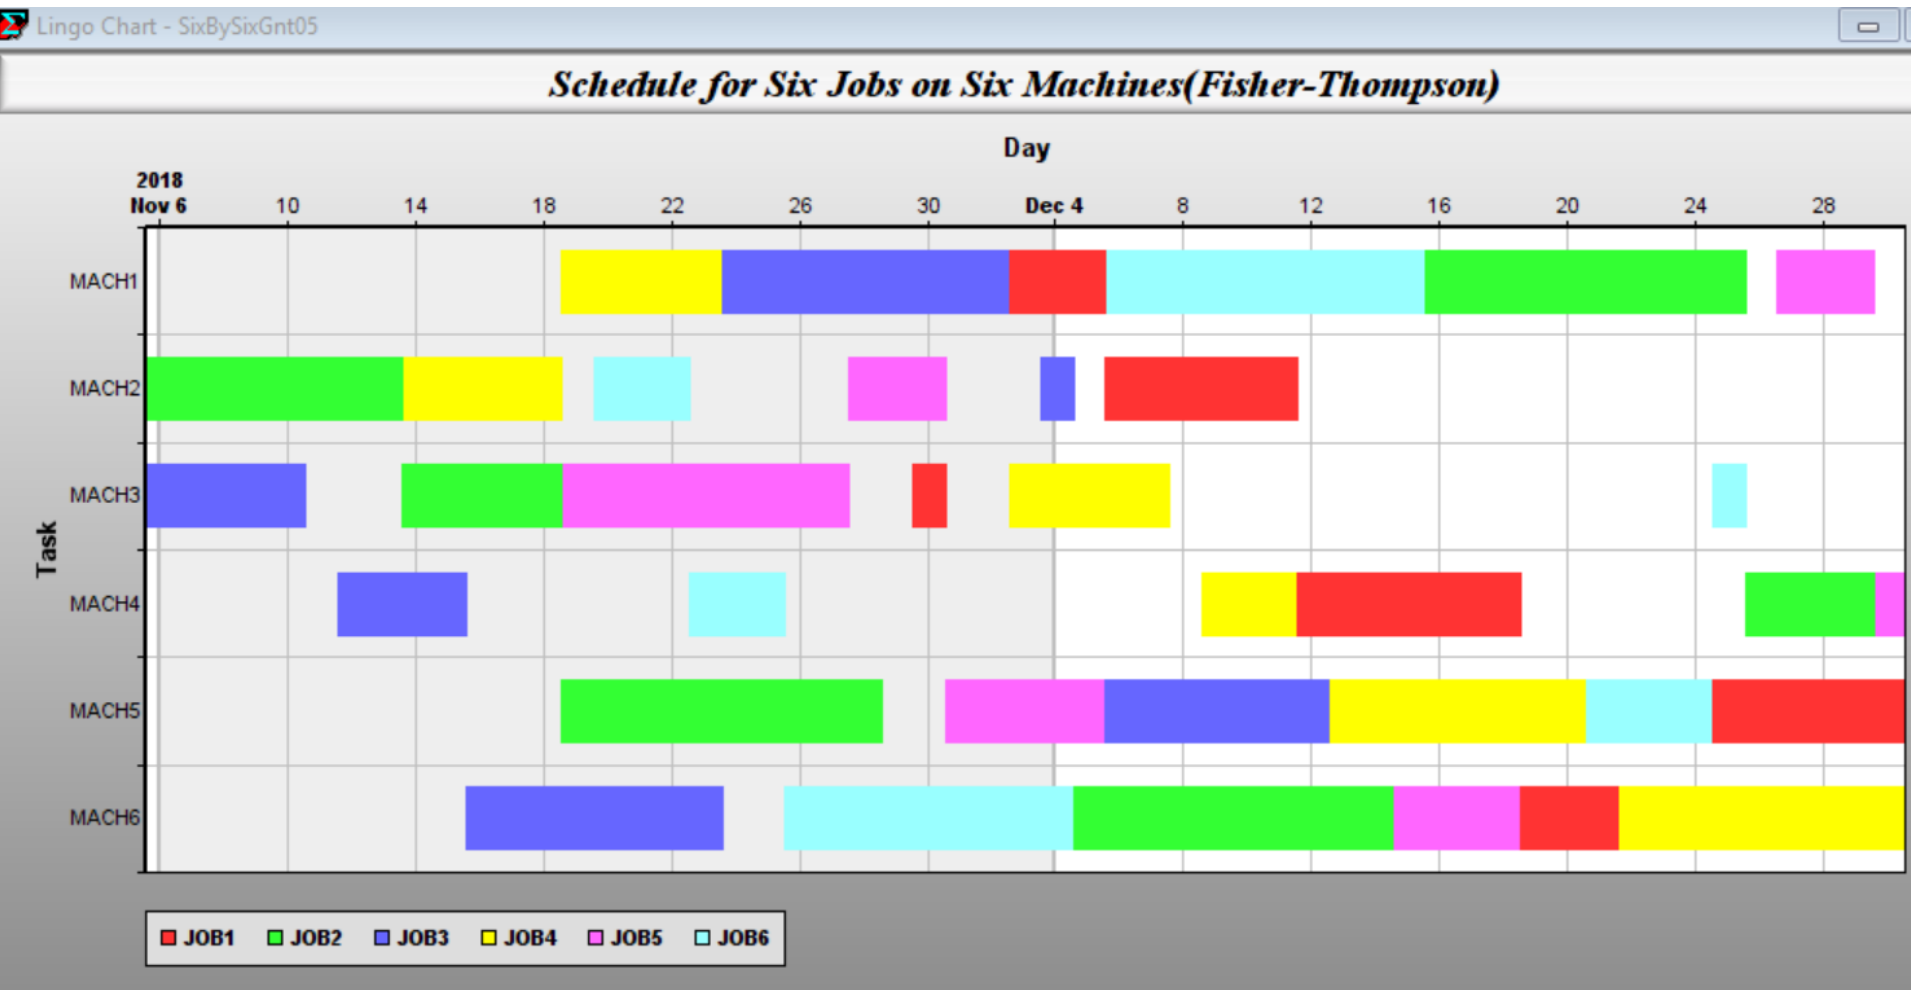 Lingo Chart - SixBySixGnt05
Schedule for Six Jobs on Six Machines(Fisher-Thompson)
Day
2018
Nov 6 10 14 18 22 26 30 Dec 4 8 12 16 20 24 28
MACH1
MACH2
MACH3
MACH4
MACH5
MACH6
Task
JOB1 JOB2 JOB3 JOB4 JOB5 JOB6